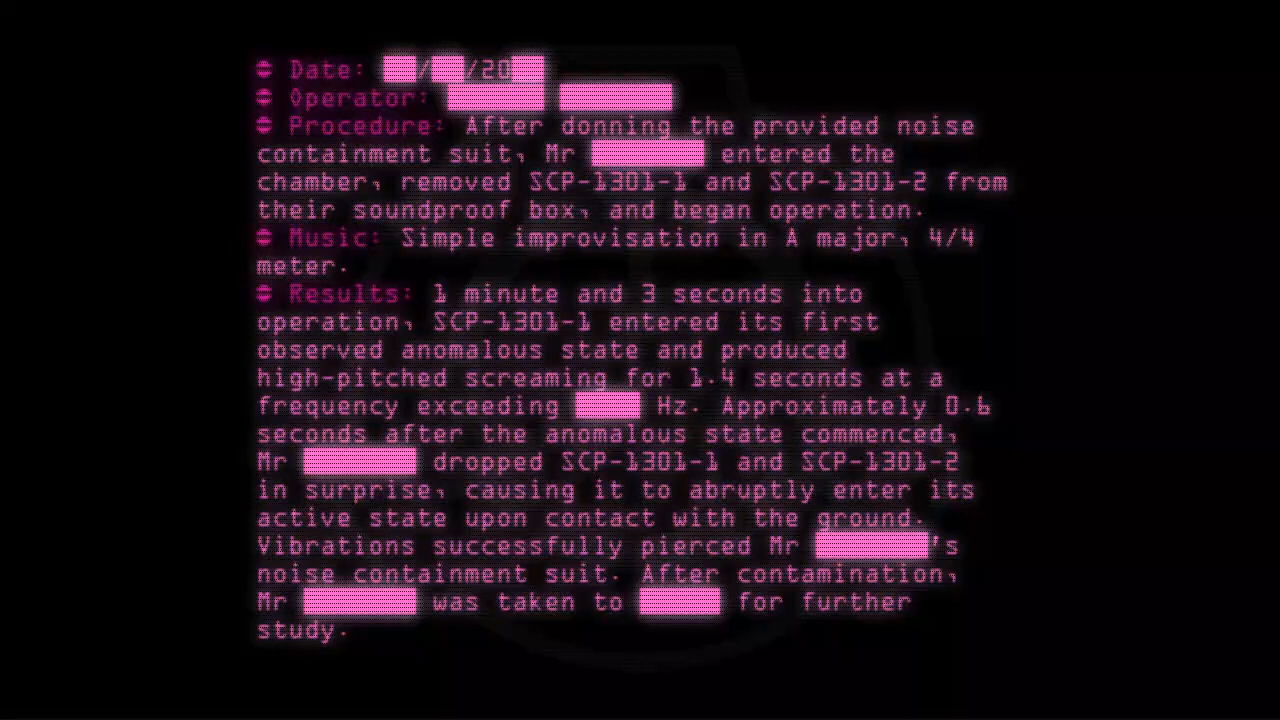 Date: ██/██/20██
Operator: ██████ ███████
Procedure: After donning the provided noise
containment suit, Mr ███████ entered the
chamber, removed SCP-1301-1 and SCP-1301-2 from
their soundproof box, and began operation.
Music: Simple improvisation in A major, 4/4
meter.
Results: 1 minute and 3 seconds into
operation, SCP-1301-1 entered its first
observed anomalous state and produced
high-pitched screaming for 1.4 seconds at a
frequency exceeding ████ Hz. Approximately 0.6
seconds after the anomalous state commenced,
Mr ███████ dropped SCP-1301-1 and SCP-1301-2
in surprise, causing it to abruptly enter its
active state upon contact with the ground.
Vibrations successfully pierced Mr ███████'s
noise containment suit. After contamination,
Mr ███████ was taken to █████ for further
study.